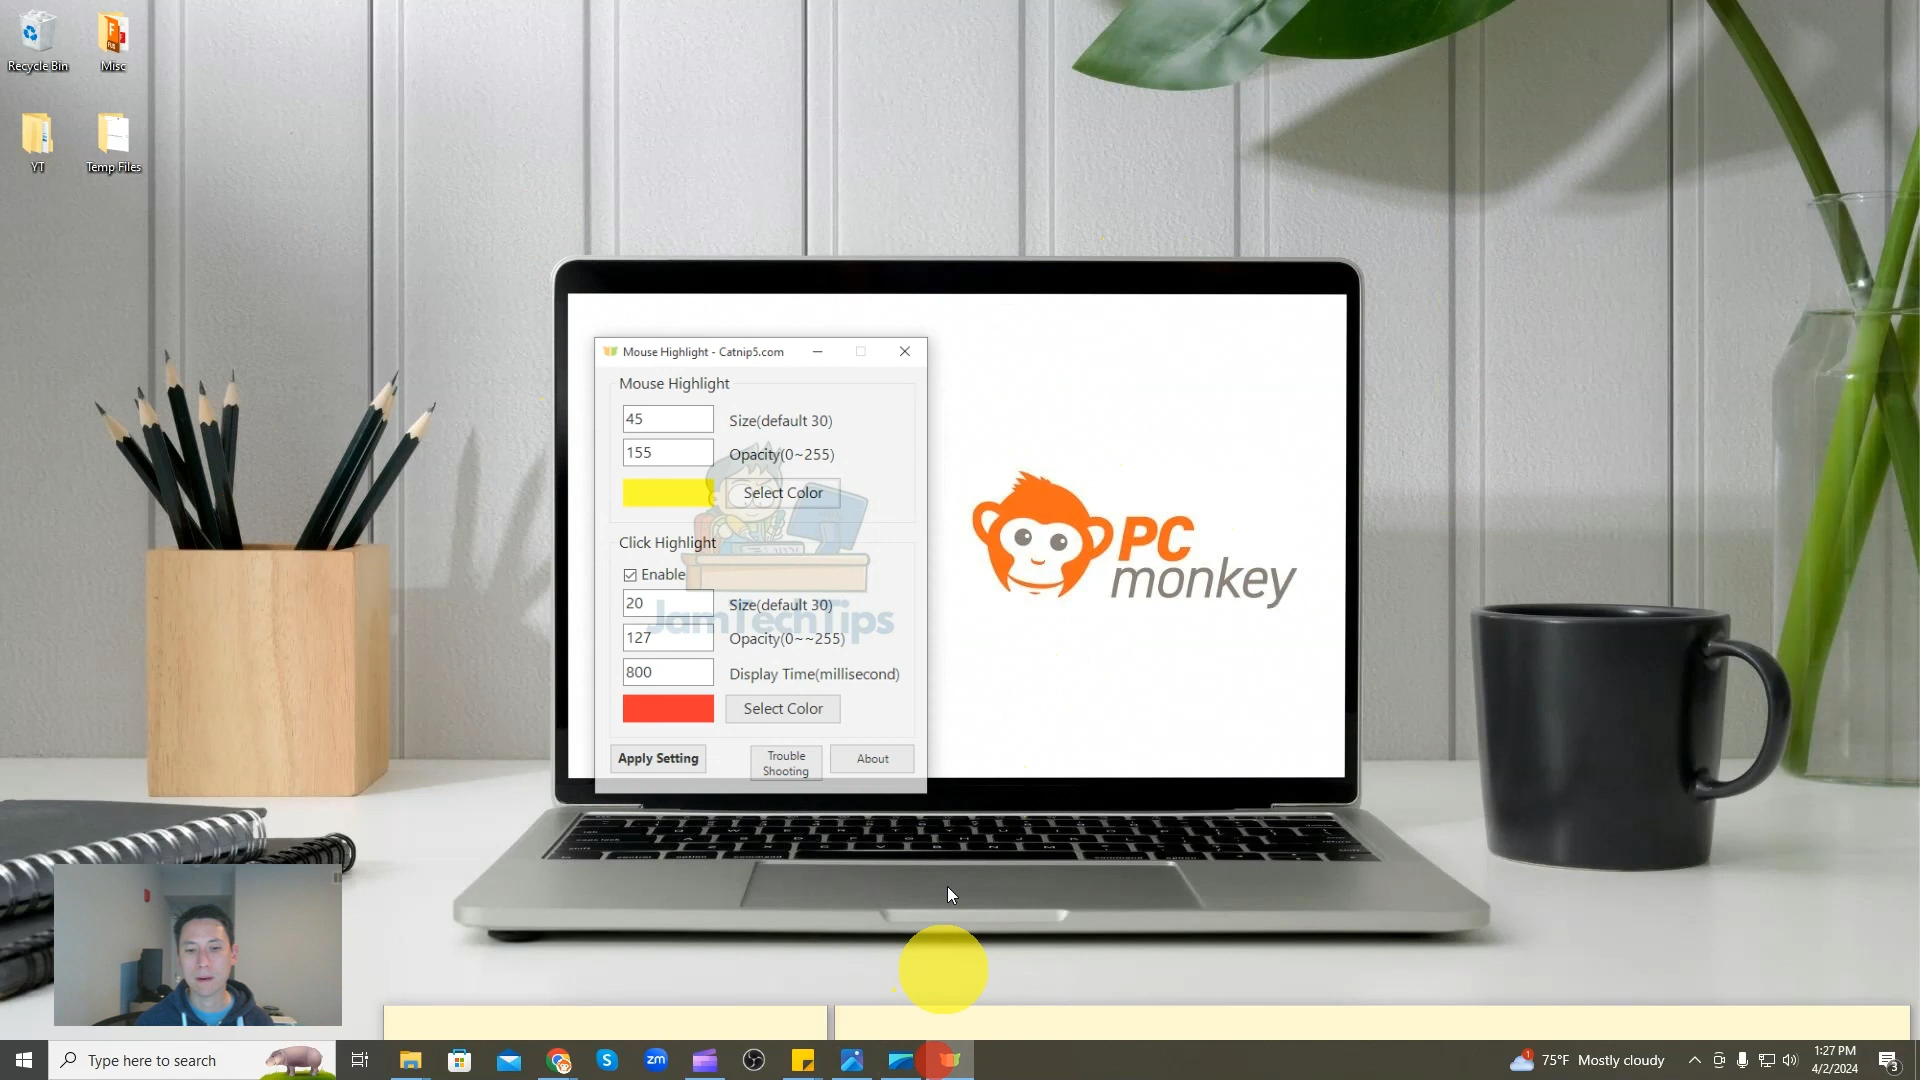 Recycle Bin
Misc
YT
Temp Files
Mouse Highlight - Catnip5.com
Mouse Highlight
45
Size(default 30)
155
Opacity(0~255)
Select Color
Click Highlight
Enable
20
Size(default 30)
JamTechTips
127
Opacity(0~~255)
800
Display Time(millisecond)
Select Color
Apply Setting
Trouble
Shooting
About
PC
monkey
Type here to search
zm
1
75°F Mostly cloudy
1:27 PM
4/2/2024
3